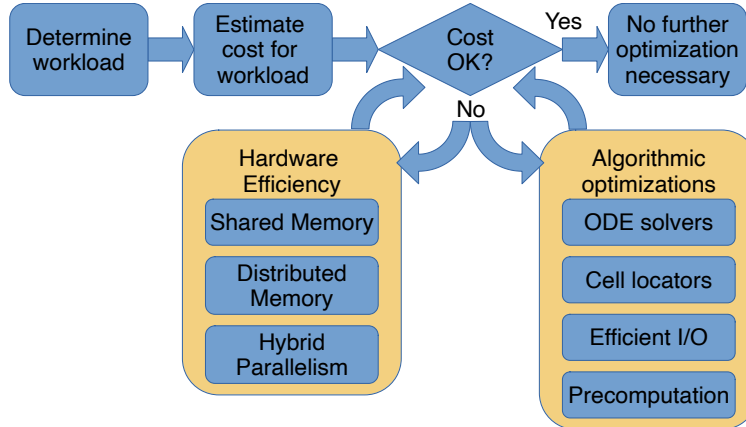 Determine
workload
Estimate
cost for
workload
Cost
OK?
Yes
No further
optimization
necessary
No
Hardware
Efficiency
Shared Memory
Distributed
Memory
Hybrid
Parallelism
Algorithmic
optimizations
ODE solvers
Cell locators
Efficient I/O
Precomputation